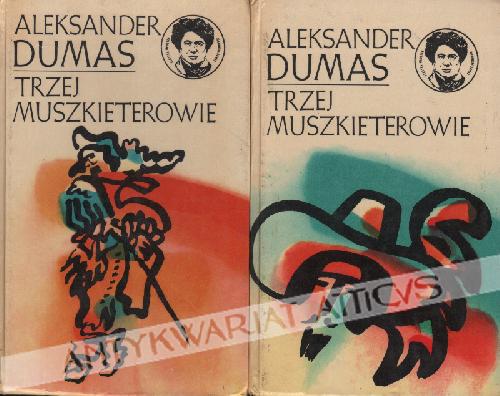 ALEKSANDER
DUMAS
TRZEJ
MUSZKIETEROWIE
ALEKSANDER
DUMAS
TRZEJ
MUSZKIETEROWIE
ANTYKWARIAT ATTICVS